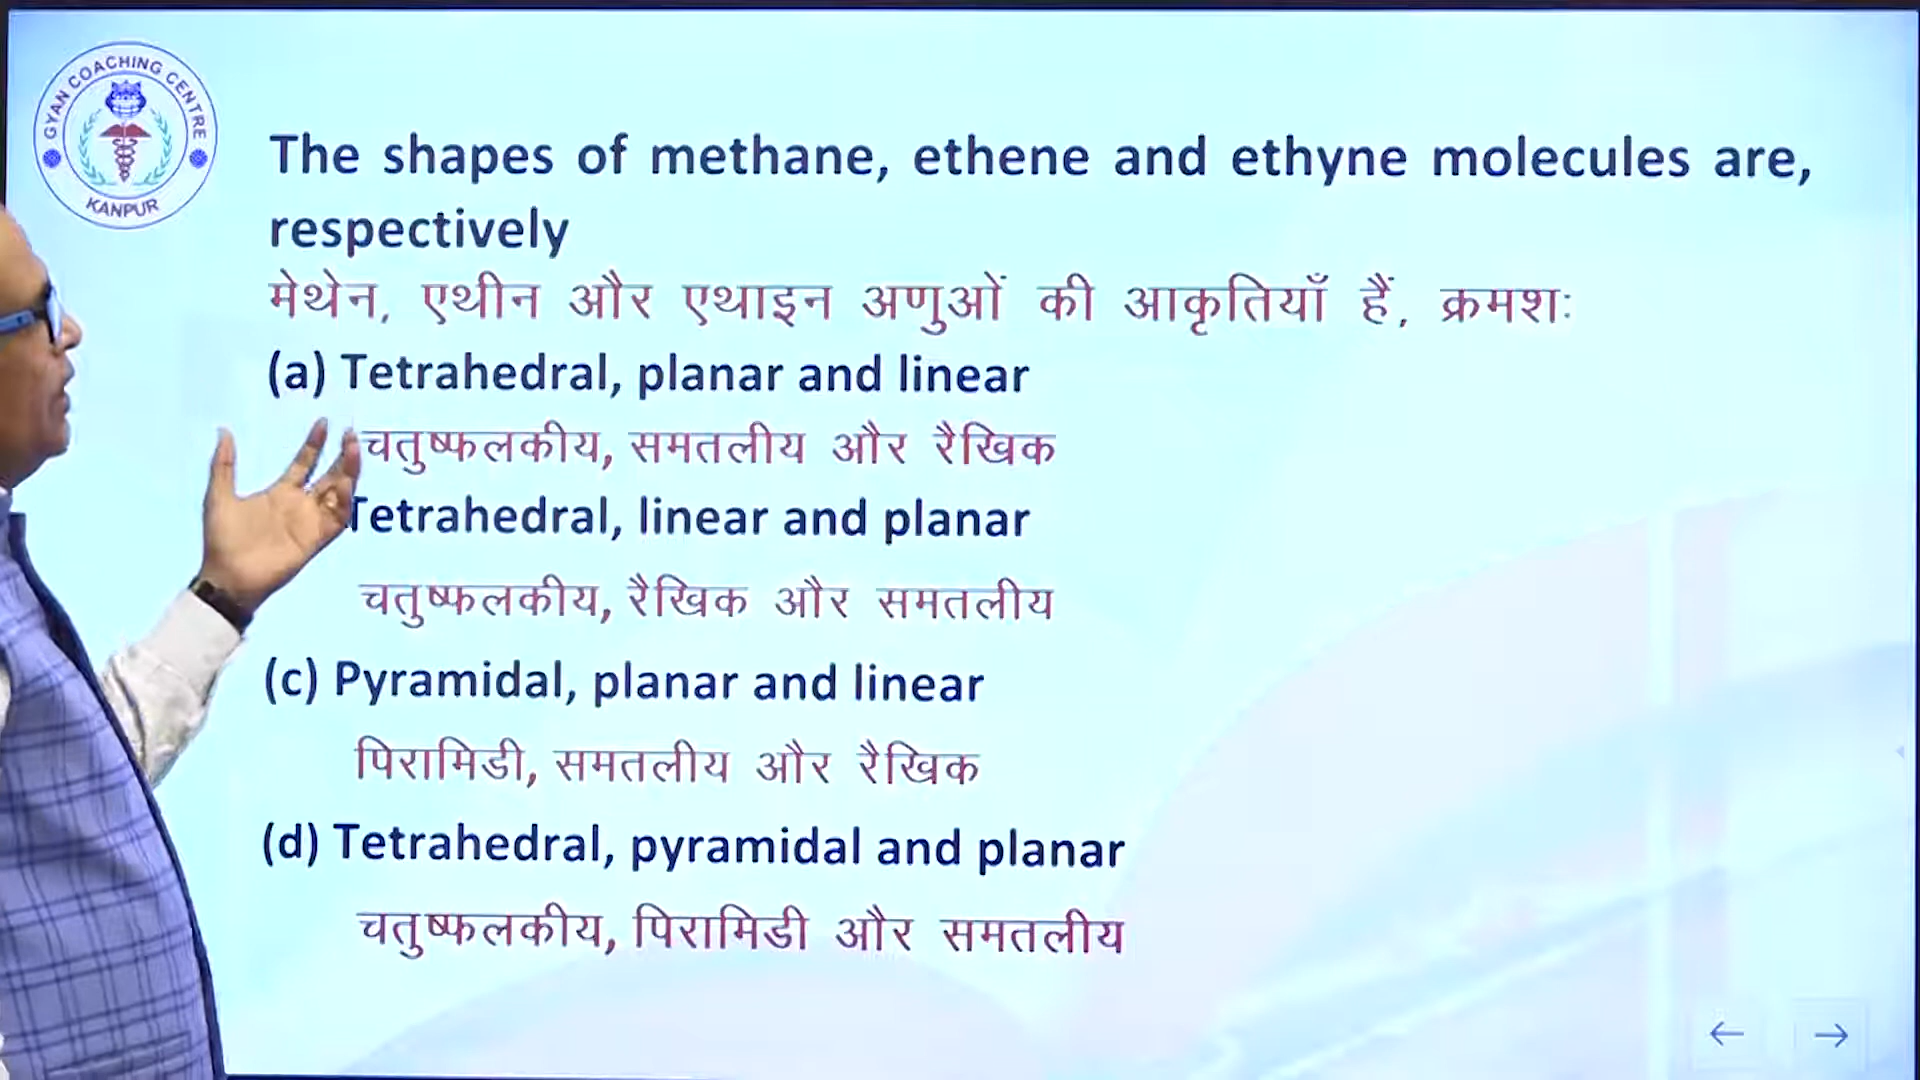 GYAN COACHING CENTRE
KANPUR
The shapes of methane, ethene and ethyne molecules are,
respectively
मेथेन, एथीन और एथाइन अणुओं की आकृतियाँ हैं, क्रमशः
(a) Tetrahedral, planar and linear
चतुष्फलकीय, समतलीय और रैखिक
Tetrahedral, linear and planar
चतुष्फलकीय, रैखिक और समतलीय
(c) Pyramidal, planar and linear
पिरामिडी, समतलीय और रैखिक
(d) Tetrahedral, pyramidal and planar
चतुष्फलकीय, पिरामिडी और समतलीय